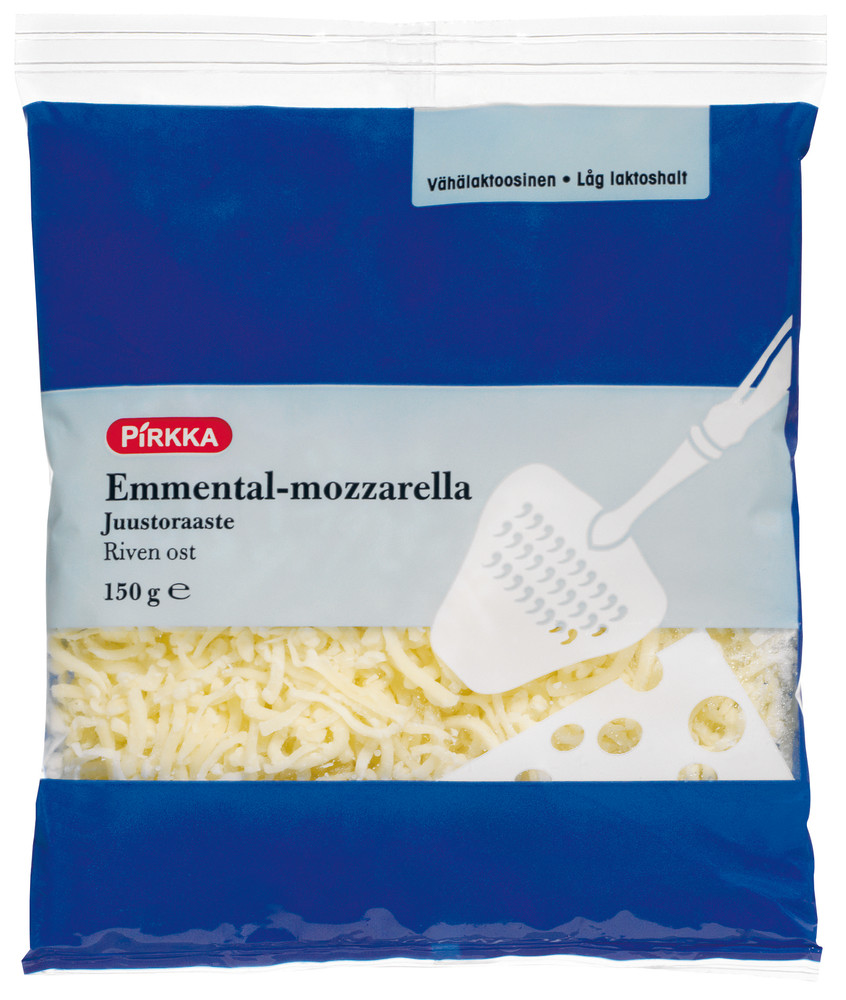 Vähälaktoosinen • Låg laktoshalt
PIRKKA
Emmental-mozzarella
Juustoraaste
Riven ost
150 g ℮